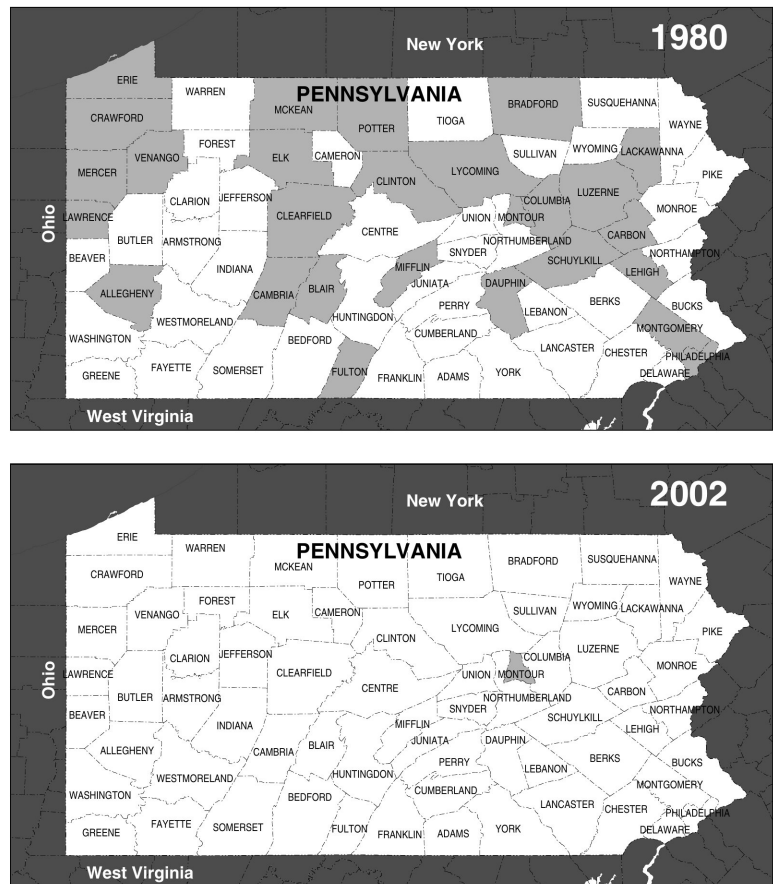 New York
1980
ERIE
WARREN
PENNSYLVANIA
MCKEAN
BRADFORD
SUSQUEHANNA
CRAWFORD
POTTER
TIOGA
WAYNE
FOREST
VENANGO
ELK
CAMERON
SULLIVAN
WYOMING
LACKAWANNA
MERCER
LYCOMING
PIKE
CLINTON
LUZERNE
CLARION
JEFFERSON
COLUMBIA
MONROE
LAWRENCE
CLEARFIELD
UNION
MONTOUR
Ohio
BUTLER
ARMSTRONG
CENTRE
CARBON
NORTHUMBERLAND
BEAVER
SNYDER
NORTHAMPTON
INDIANA
MIFFLIN
SCHUYLKILL
LEHIGH
ALLEGHENY
CAMBRIA
BLAIR
JUNIATA
DAUPHIN
PERRY
BERKS
BUCKS
WESTMORELAND
HUNTINGDON
LEBANON
MONTGOMERY
WASHINGTON
BEDFORD
CUMBERLAND
LANCASTER
CHESTER
PHILADELPHIA
GREENE
FAYETTE
SOMERSET
FULTON
FRANKLIN
ADAMS
YORK
DELAWARE
West Virginia
New York
2002
ERIE
WARREN
PENNSYLVANIA
MCKEAN
BRADFORD
SUSQUEHANNA
CRAWFORD
POTTER
TIOGA
WAYNE
FOREST
VENANGO
ELK
CAMERON
SULLIVAN
WYOMING
LACKAWANNA
MERCER
LYCOMING
PIKE
CLINTON
LUZERNE
CLARION
JEFFERSON
COLUMBIA
MONROE
LAWRENCE
CLEARFIELD
UNION
MONTOUR
Ohio
BUTLER
ARMSTRONG
CENTRE
CARBON
NORTHUMBERLAND
BEAVER
SNYDER
NORTHAMPTON
INDIANA
MIFFLIN
SCHUYLKILL
LEHIGH
ALLEGHENY
CAMBRIA
BLAIR
JUNIATA
DAUPHIN
PERRY
BERKS
BUCKS
WESTMORELAND
HUNTINGDON
LEBANON
MONTGOMERY
WASHINGTON
BEDFORD
CUMBERLAND
LANCASTER
CHESTER
PHILADELPHIA
GREENE
FAYETTE
SOMERSET
FULTON
FRANKLIN
ADAMS
YORK
DELAWARE
West Virginia